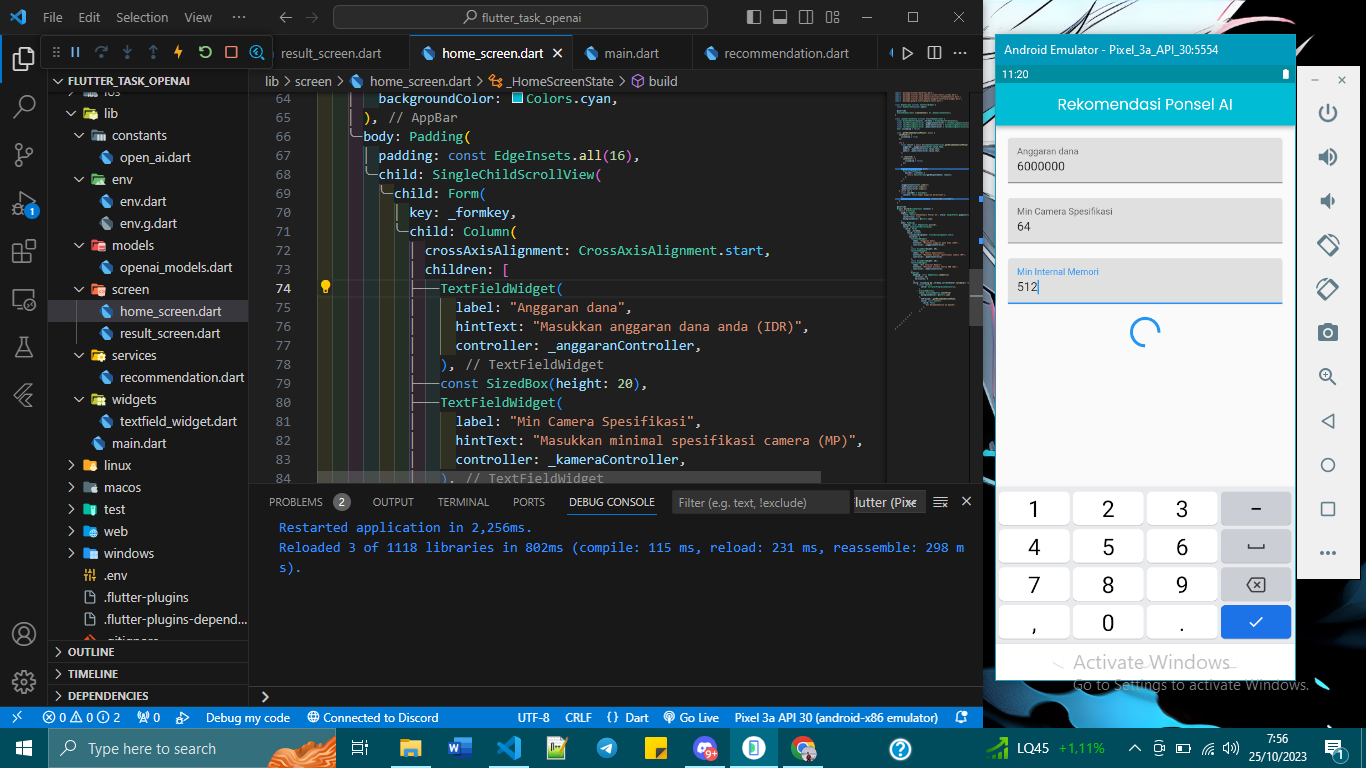 File Edit Selection View ··· flutter_task_openai
result_screen.dart home_screen.dart main.dart recommendation.dart
FLUTTER_TASK_OPENAI
lib > screen > home_screen.dart > _HomeScreenState > build
lib
constants
open_ai.dart
env
env.dart
env.g.dart
models
openai_models.dart
screen
home_screen.dart
result_screen.dart
services
recommendation.dart
widgets
textfield_widget.dart
main.dart
linux
macos
test
web
windows
.env
.flutter-plugins
.flutter-plugins-depend...
.gitignore
OUTLINE
TIMELINE
DEPENDENCIES
1
64 backgroundColor: Colors.cyan,
65 ), // AppBar
66 body: Padding(
67 padding: const EdgeInsets.all(16),
68 child: SingleChildScrollView(
69 child: Form(
70 key: _formkey,
71 child: Column(
72 crossAxisAlignment: CrossAxisAlignment.start,
73 children: [
74 TextFieldWidget(
75 label: "Anggaran dana",
76 hintText: "Masukkan anggaran dana anda (IDR)",
77 controller: _anggaranController,
78 ), // TextFieldWidget
79 const SizedBox(height: 20),
80 TextFieldWidget(
81 label: "Min Camera Spesifikasi",
82 hintText: "Masukkan minimal spesifikasi camera (MP)",
83 controller: _kameraController,
84 ), // TextFieldWidget
PROBLEMS 2 OUTPUT TERMINAL PORTS DEBUG CONSOLE Filter (e.g. text, !exclude) lutter (Pixe
Restarted application in 2,256ms.
Reloaded 3 of 1118 libraries in 802ms (compile: 115 ms, reload: 231 ms, reassemble: 298 m
s).
0 0 2 0 Debug my code Connected to Discord UTF-8 CRLF {} Dart Go Live Pixel 3a API 30 (android-x86 emulator)
Android Emulator - Pixel_3a_API_30:5554
11:20
Rekomendasi Ponsel AI
Anggaran dana
6000000
Min Camera Spesifikasi
64
Min Internal Memori
512
1 2 3 -
4 5 6
7 8 9
, 0 .
Activate Windows
Go to Settings to activate Windows.
Type here to search
9+
LQ45 +1,11%
7:56
25/10/2023
1